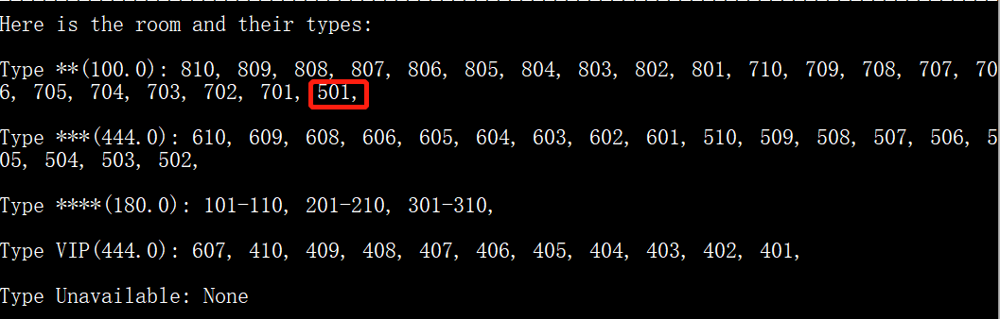 Here is the room and their types:
Type **(100.0): 810, 809, 808, 807, 806, 805, 804, 803, 802, 801, 710, 709, 708, 707, 70
6, 705, 704, 703, 702, 701, 501,
Type ***(444.0): 610, 609, 608, 606, 605, 604, 603, 602, 601, 510, 509, 508, 507, 506, 5
05, 504, 503, 502,
Type ****(180.0): 101-110, 201-210, 301-310,
Type VIP(444.0): 607, 410, 409, 408, 407, 406, 405, 404, 403, 402, 401,
Type Unavailable: None